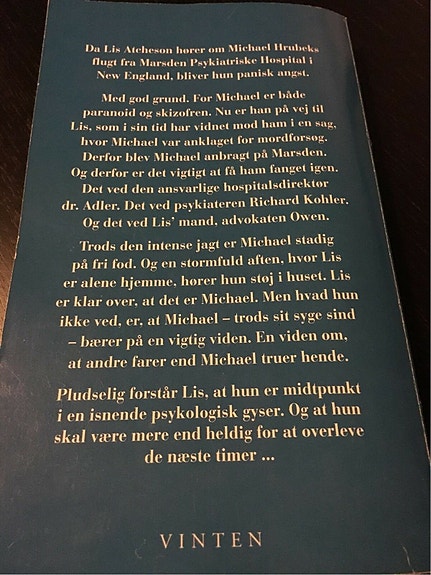 Da Lis Atcheson hører om Michael Hrubeks
flugt fra Marsden Psykiatriske Hospital i
New England, bliver hun panisk angst.
Med god grund. For Michael er både
paranoid og skizofren. Nu er han på vej til
Lis, som i sin tid har vidnet mod ham i en sag,
hvor Michael var anklaget for mordforsøg.
Derfor blev Michael anbragt på Marsden.
Og derfor er det vigtigt at få ham fanget igen.
Det ved den ansvarlige hospitalsdirektør
dr. Adler. Det ved psykiateren Richard Kohler.
Og det ved Lis' mand, advokaten Owen.
Trods den intense jagt er Michael stadig
på fri fod. Og en stormfuld aften, hvor Lis
er alene hjemme, hører hun støj i huset. Lis
er klar over, at det er Michael. Men hvad hun
ikke ved, er, at Michael – trods sit syge sind
– bærer på en vigtig viden. En viden om,
at andre farer end Michael truer hende.
Pludselig forstår Lis, at hun er midtpunkt
i en isnende psykologisk gyser. Og at hun
skal være mere end heldig for at overleve
de næste timer ...
VINTEN